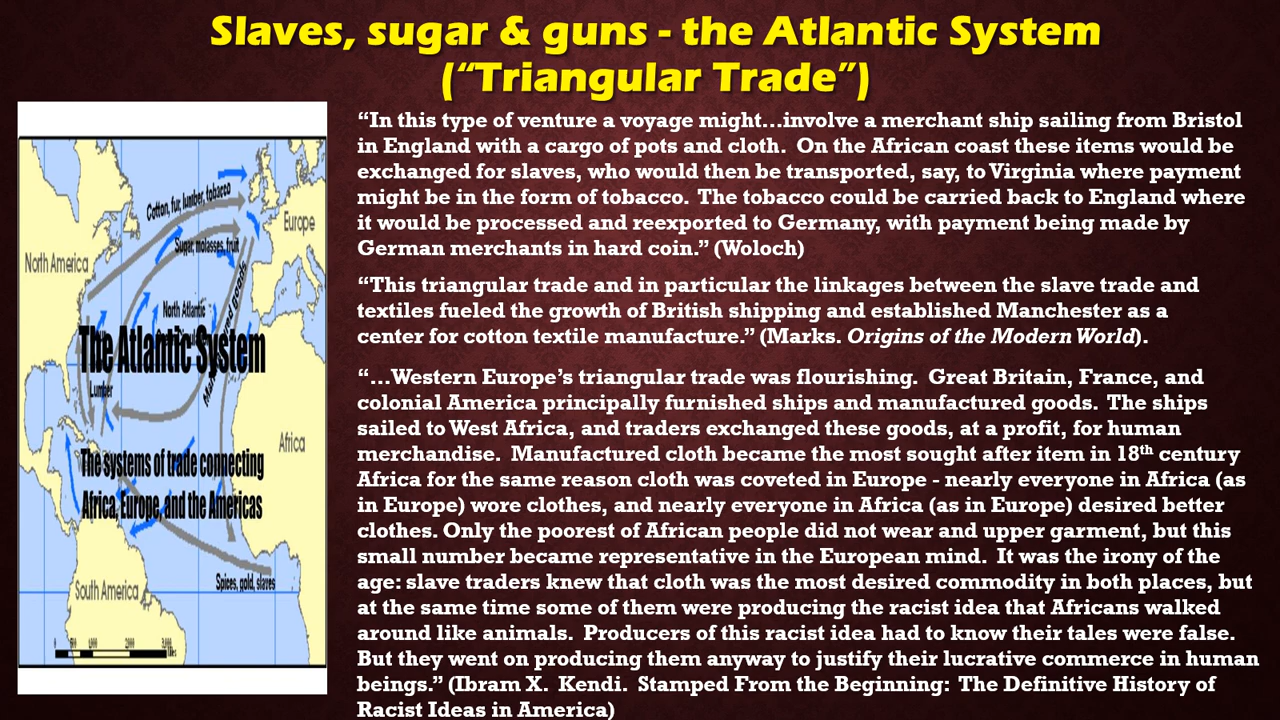 Slaves, sugar & guns - the Atlantic System
(“Triangular Trade”)
“In this type of venture a voyage might…involve a merchant ship sailing from Bristol
in England with a cargo of pots and cloth.  On the African coast these items would be
exchanged for slaves, who would then be transported, say, to Virginia where payment
might be in the form of tobacco.  The tobacco could be carried back to England where
it would be processed and reexported to Germany, with payment being made by
German merchants in hard coin.” (Woloch)
“This triangular trade and in particular the linkages between the slave trade and
textiles fueled the growth of British shipping and established Manchester as a
center for cotton textile manufacture.” (Marks. Origins of the Modern World).
“…Western Europe’s triangular trade was flourishing.  Great Britain, France, and
colonial America principally furnished ships and manufactured goods.  The ships
sailed to West Africa, and traders exchanged these goods, at a profit, for human
merchandise.  Manufactured cloth became the most sought after item in 18th century
Africa for the same reason cloth was coveted in Europe - nearly everyone in Africa (as
in Europe) wore clothes, and nearly everyone in Africa (as in Europe) desired better
clothes. Only the poorest of African people did not wear and upper garment, but this
small number became representative in the European mind.  It was the irony of the
age: slave traders knew that cloth was the most desired commodity in both places, but
at the same time some of them were producing the racist idea that Africans walked
around like animals.  Producers of this racist idea had to know their tales were false.
But they went on producing them anyway to justify their lucrative commerce in human
beings.” (Ibram X.  Kendi.  Stamped From the Beginning:  The Definitive History of
Racist Ideas in America)
Cotton, fur, lumber, tobacco
Europe
Sugar, molasses, fruit
North America
goods
North Atlantic
The Atlantic System
Lumber
Africa
The systems of trade connecting
Africa, Europe, and the Americas
Spices, gold, slaves
South America